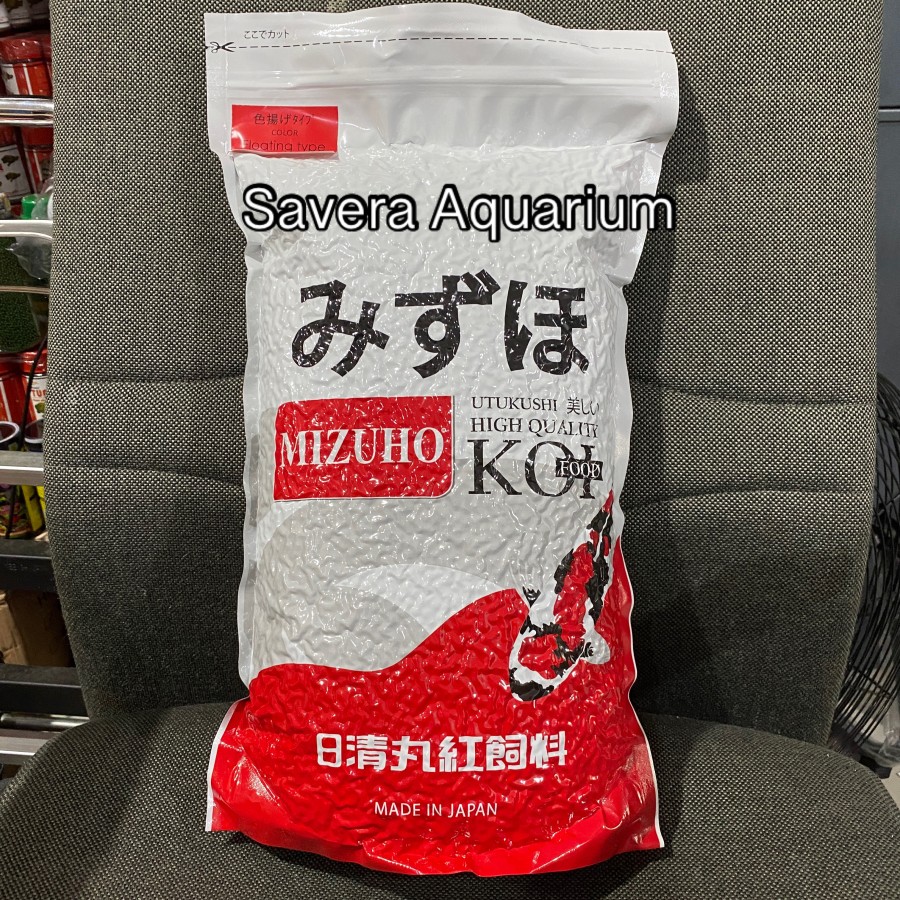 ここでカット
色揚げタイプ
COLOR
Floating type
Savera Aquarium
みずほ
MIZUHO
UTUKUSHI 美しい
HIGH QUALITY
KOI
FOOD
日清丸紅飼料
MADE IN JAPAN